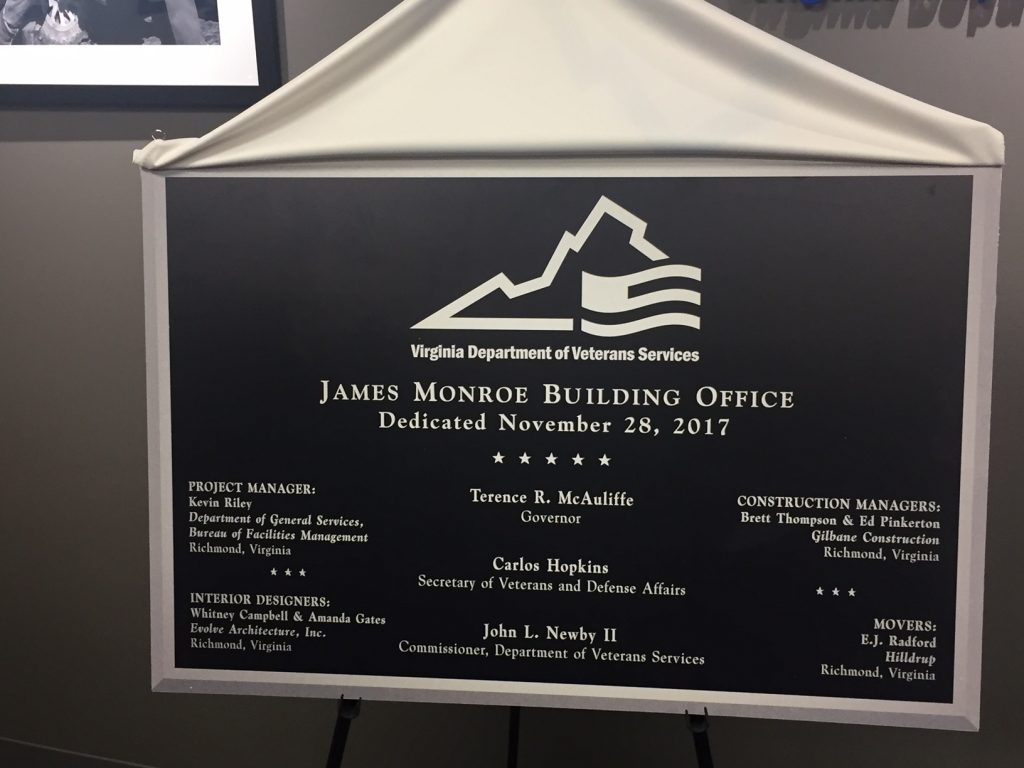 Virginia Department of Veterans Services
JAMES MONROE BUILDING OFFICE
Dedicated November 28, 2017
PROJECT MANAGER:
Kevin Riley
Department of General Services,
Bureau of Facilities Management
Richmond, Virginia
INTERIOR DESIGNERS:
Whitney Campbell & Amanda Gates
Evolve Architecture, Inc.
Richmond, Virginia
Terence R. McAuliffe
Governor
Carlos Hopkins
Secretary of Veterans and Defense Affairs
John L. Newby II
Commissioner, Department of Veterans Services
CONSTRUCTION MANAGERS:
Brett Thompson & Ed Pinkerton
Gilbane Construction
Richmond, Virginia
MOVERS:
E.J. Radford
Hilldrup
Richmond, Virginia